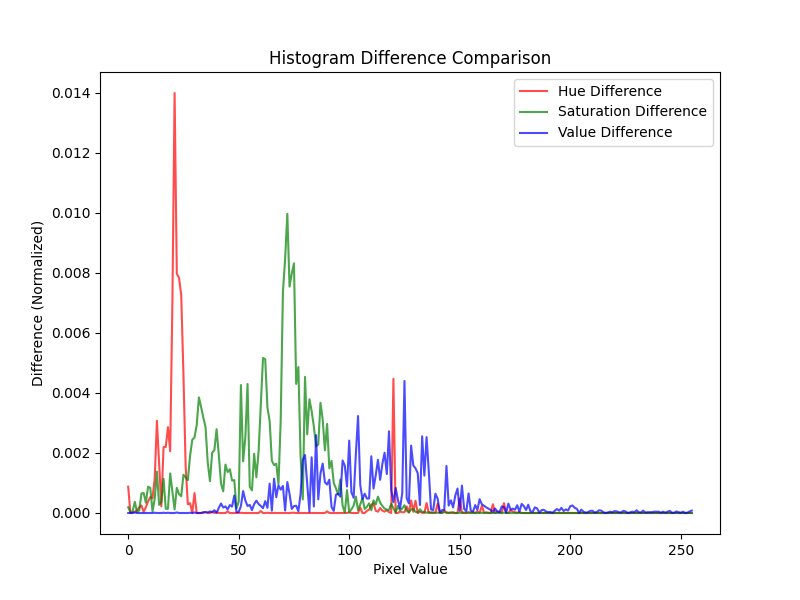 Histogram Difference Comparison
Hue Difference
Saturation Difference
Value Difference
Difference (Normalized)
0.014
0.012
0.010
0.008
0.006
0.004
0.002
0.000
0 50 100 150 200 250
Pixel Value